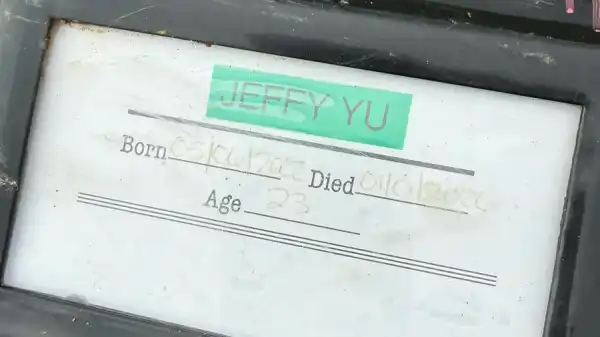 JEFFY YU
Born Died
Age 23